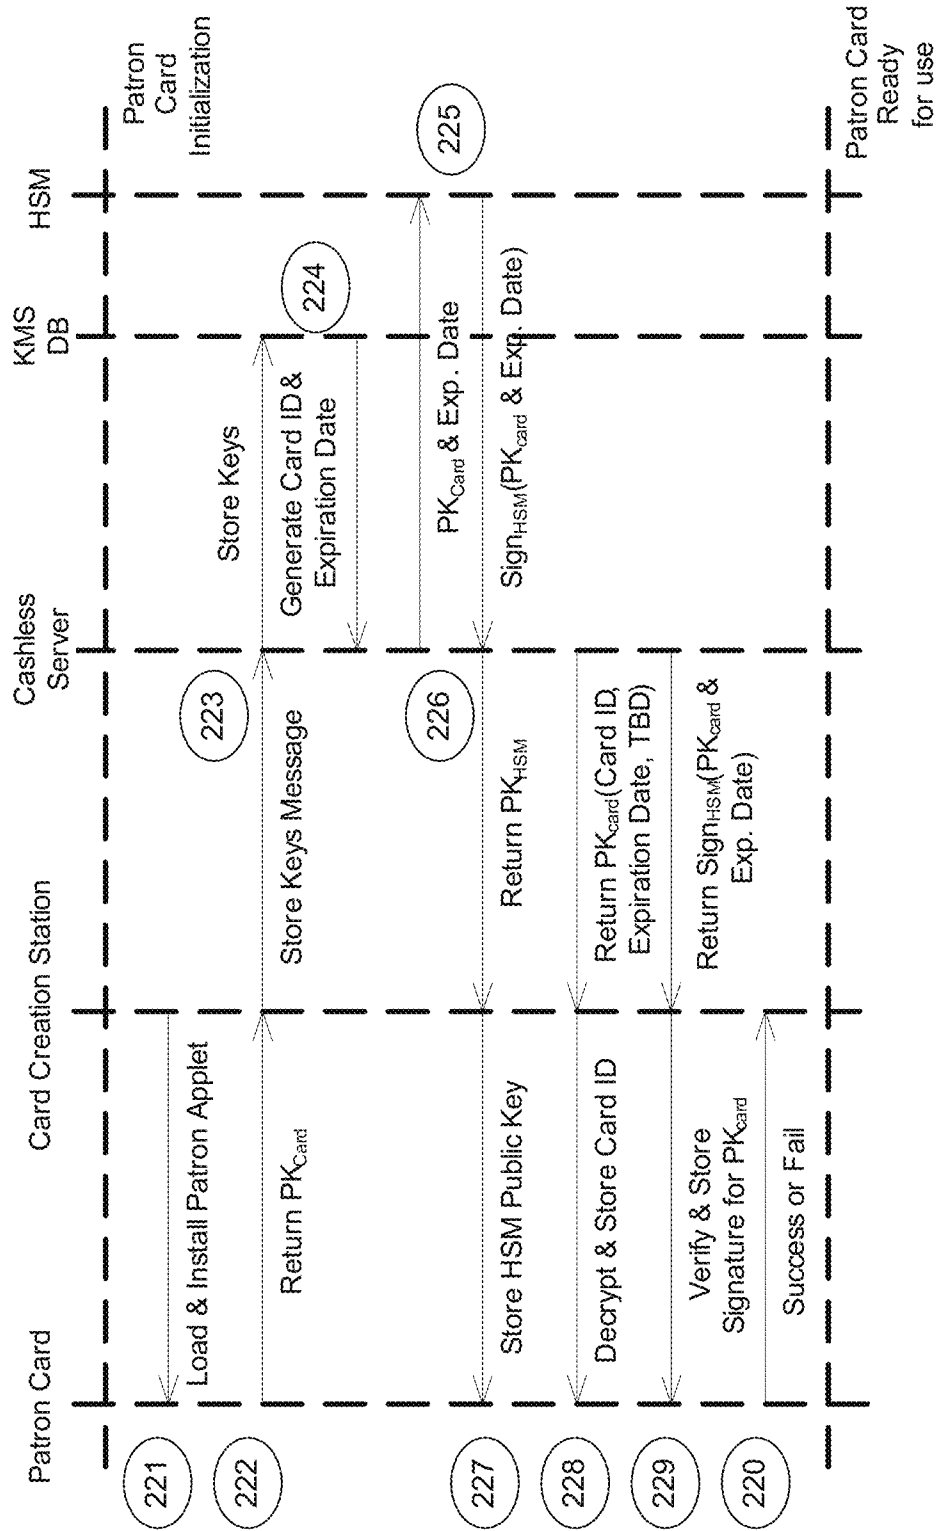 Patron Card
Card Creation Station
Cashless
Server
KMS
DB
HSM
Patron
Card
Initialization
221
Load & Install Patron Applet
222
Return PKCard
Store Keys Message
223
Store Keys
224
Generate Card ID &
Expiration Date
PKCard & Exp. Date
225
SignHSM(PKcard & Exp. Date)
226
Return PKHSM
227
Store HSM Public Key
228
Decrypt & Store Card ID
Return PKcard(Card ID,
Expiration Date, TBD)
229
Verify & Store
Signature for PKcard
Return SignHSM(PKcard &
Exp. Date)
220
Success or Fail
Patron Card
Ready
for use